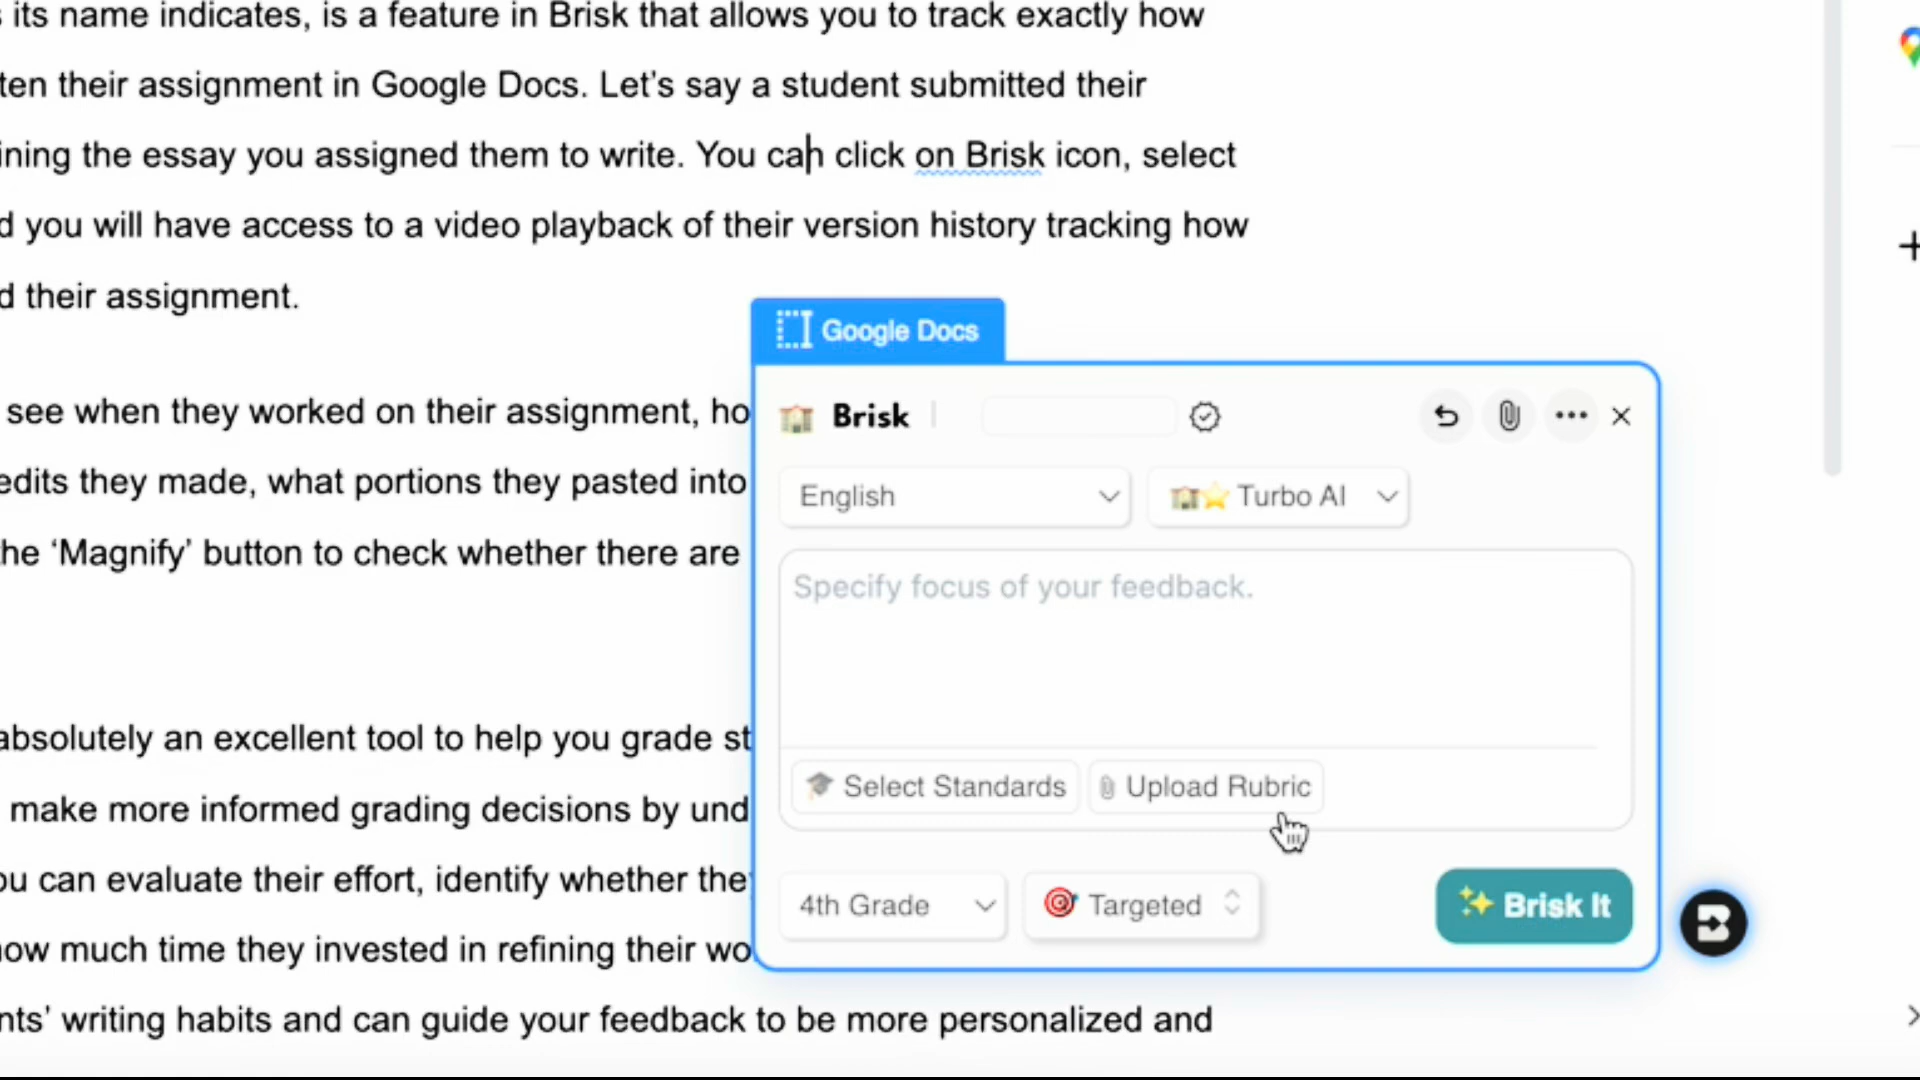 its name indicates, is a feature in Brisk that allows you to track exactly how
ten their assignment in Google Docs. Let's say a student submitted their
ining the essay you assigned them to write. You can click on Brisk icon, select
d you will have access to a video playback of their version history tracking how
d their assignment.
see when they worked on their assignment, ho
edits they made, what portions they pasted into
he ‘Magnify’ button to check whether there are
absolutely an excellent tool to help you grade st
make more informed grading decisions by und
ou can evaluate their effort, identify whether the
ow much time they invested in refining their wo
nts’ writing habits and can guide your feedback to be more personalized and
Google Docs
Brisk
English
Turbo AI
Specify focus of your feedback.
Select Standards
Upload Rubric
4th Grade
Targeted
Brisk It